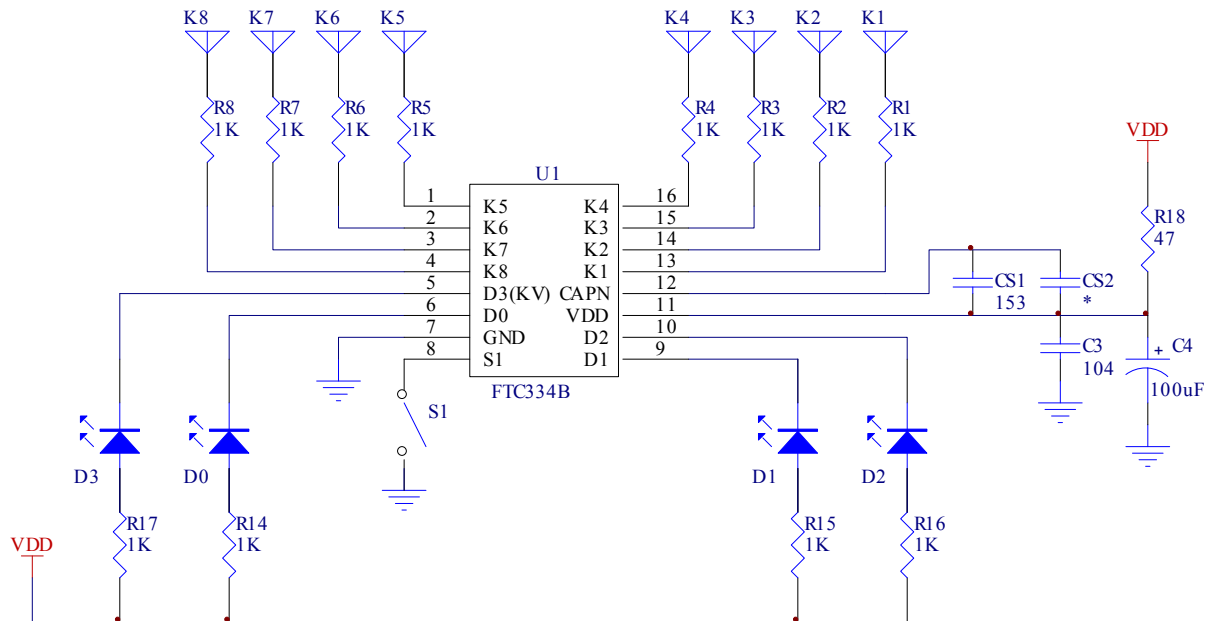 K8 K7 K6 K5 K4 K3 K2 K1
R8 1K
R7 1K
R6 1K
R5 1K
R4 1K
R3 1K
R2 1K
R1 1K
VDD
R18
47
U1
1 K5 K4 16
2 K6 K3 15
3 K7 K2 14
4 K8 K1 13
5 D3(KV) CAPN 12
6 D0 VDD 11
7 GND D2 10
8 S1 D1 9
FTC334B
CS1
153
CS2
*
C3
104
+ C4
100uF
S1
D3
D0
D1
D2
R17
1K
R14
1K
R15
1K
R16
1K
VDD